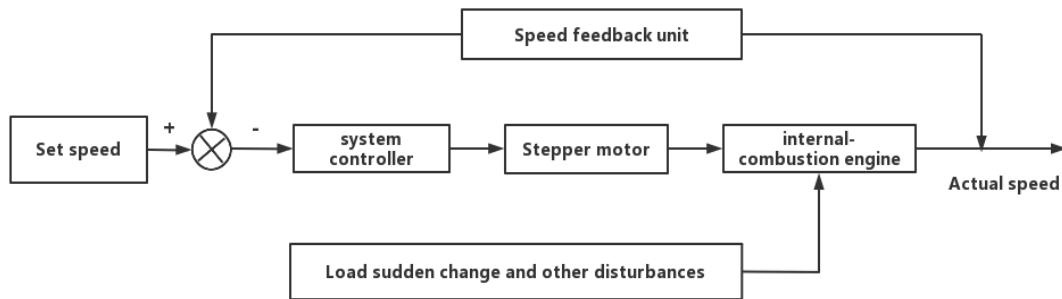 Speed feedback unit
+
-
Set speed
system
controller
Stepper motor
internal-
combustion engine
Actual speed
Load sudden change and other disturbances